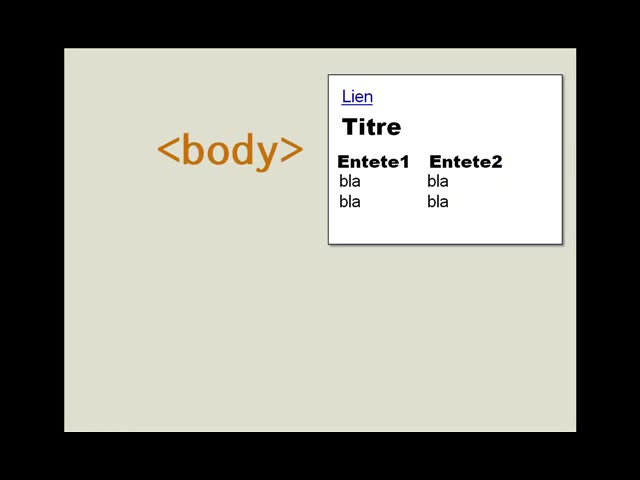 <body>
Lien
Titre
Entete1 Entete2
bla bla
bla bla